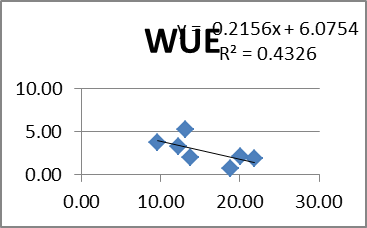 WUE
y = -0.2156x + 6.0754
R² = 0.4326
10.00
5.00
0.00
0.00 10.00 20.00 30.00